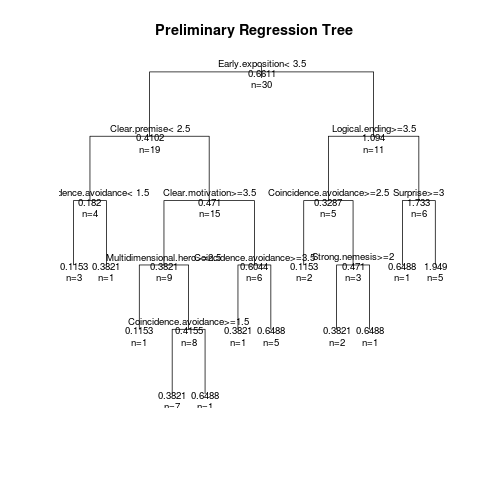 Preliminary Regression Tree
Early.exposition< 3.5
0.6611
n=30
Clear.premise< 2.5
0.4102
n=19
Logical.ending>=3.5
1.094
n=11
dence.avoidance< 1.5
0.182
n=4
Clear.motivation>=3.5
0.471
n=15
Coincidence.avoidance>=2.5
0.3287
n=5
Surprise>=3
1.733
n=6
0.1153
n=3
0.3821
n=1
0.3821
n=9
Coincidence.avoidance>=3.5
0.6044
n=6
0.1153
n=2
Strong.nemesis>=2
0.471
n=3
0.6488
n=1
1.949
n=5
0.1153
n=1
Coincidence.avoidance>=1.5
0.4155
n=8
0.3821
n=1
0.6488
n=5
0.3821
n=2
0.6488
n=1
0.3821
n=7
0.6488
n=1